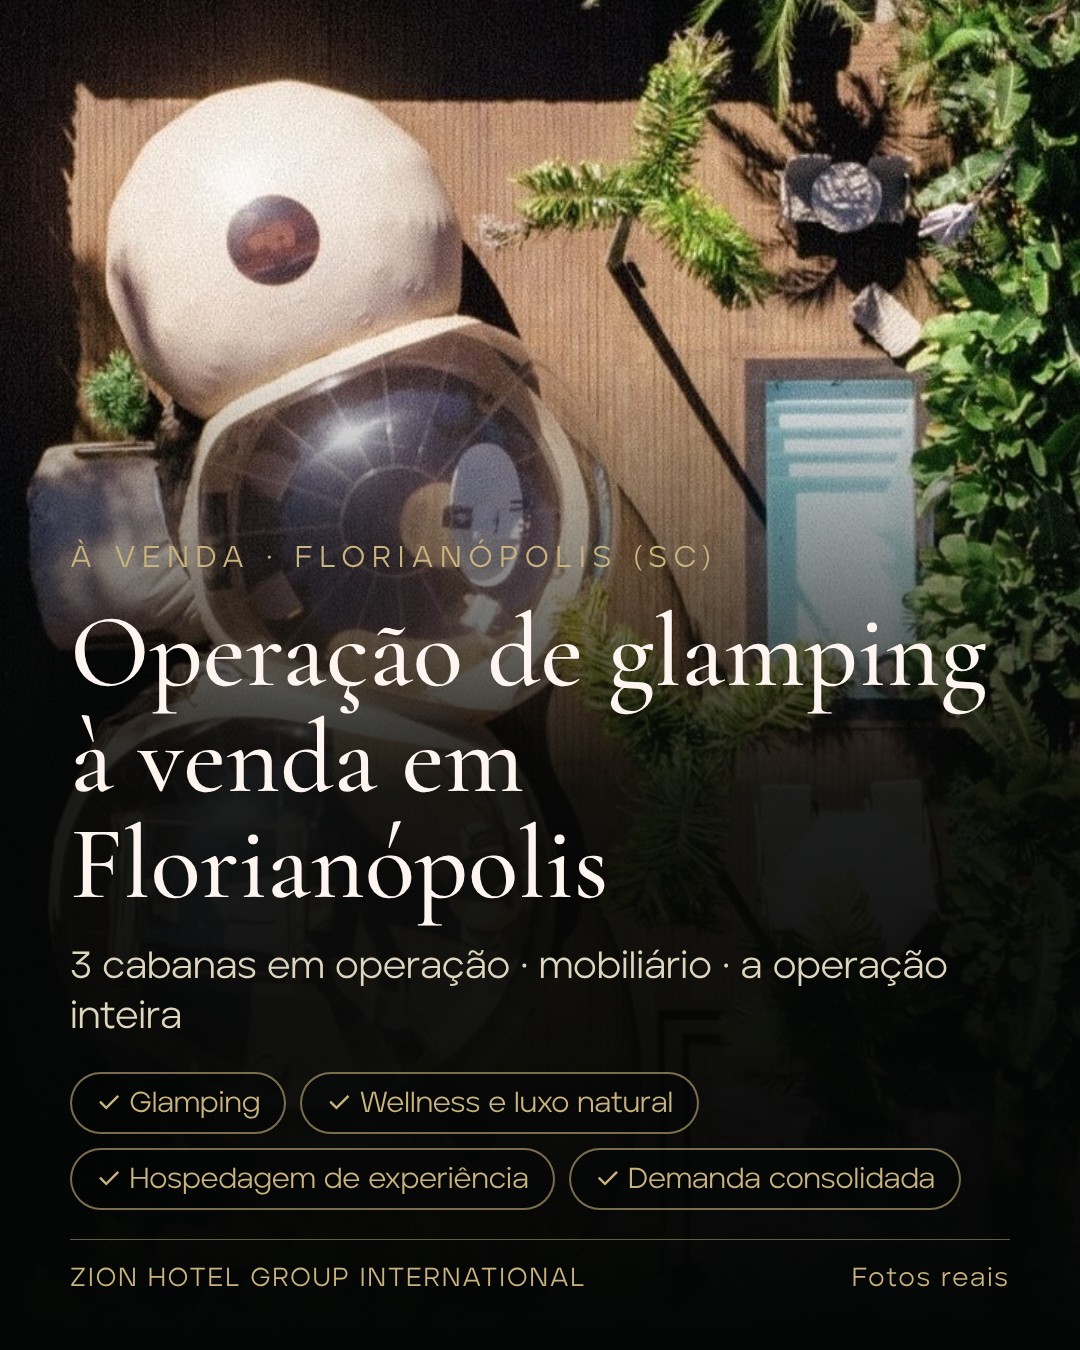 À VENDA · FLORIANÓPOLIS (SC)
Operação de glamping
à venda em
Florianópolis
3 cabanas em operação · mobiliário · a operação
inteira
✓ Glamping
✓ Wellness e luxo natural
✓ Hospedagem de experiência
✓ Demanda consolidada
ZION HOTEL GROUP INTERNATIONAL
Fotos reais